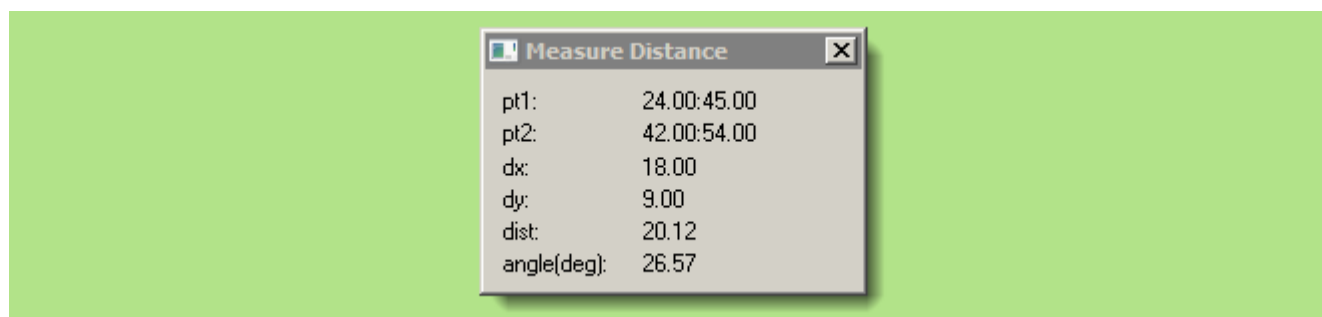 Measure Distance
pt1: 24.00:45.00
pt2: 42.00:54.00
dx: 18.00
dy: 9.00
dist: 20.12
angle(deg): 26.57